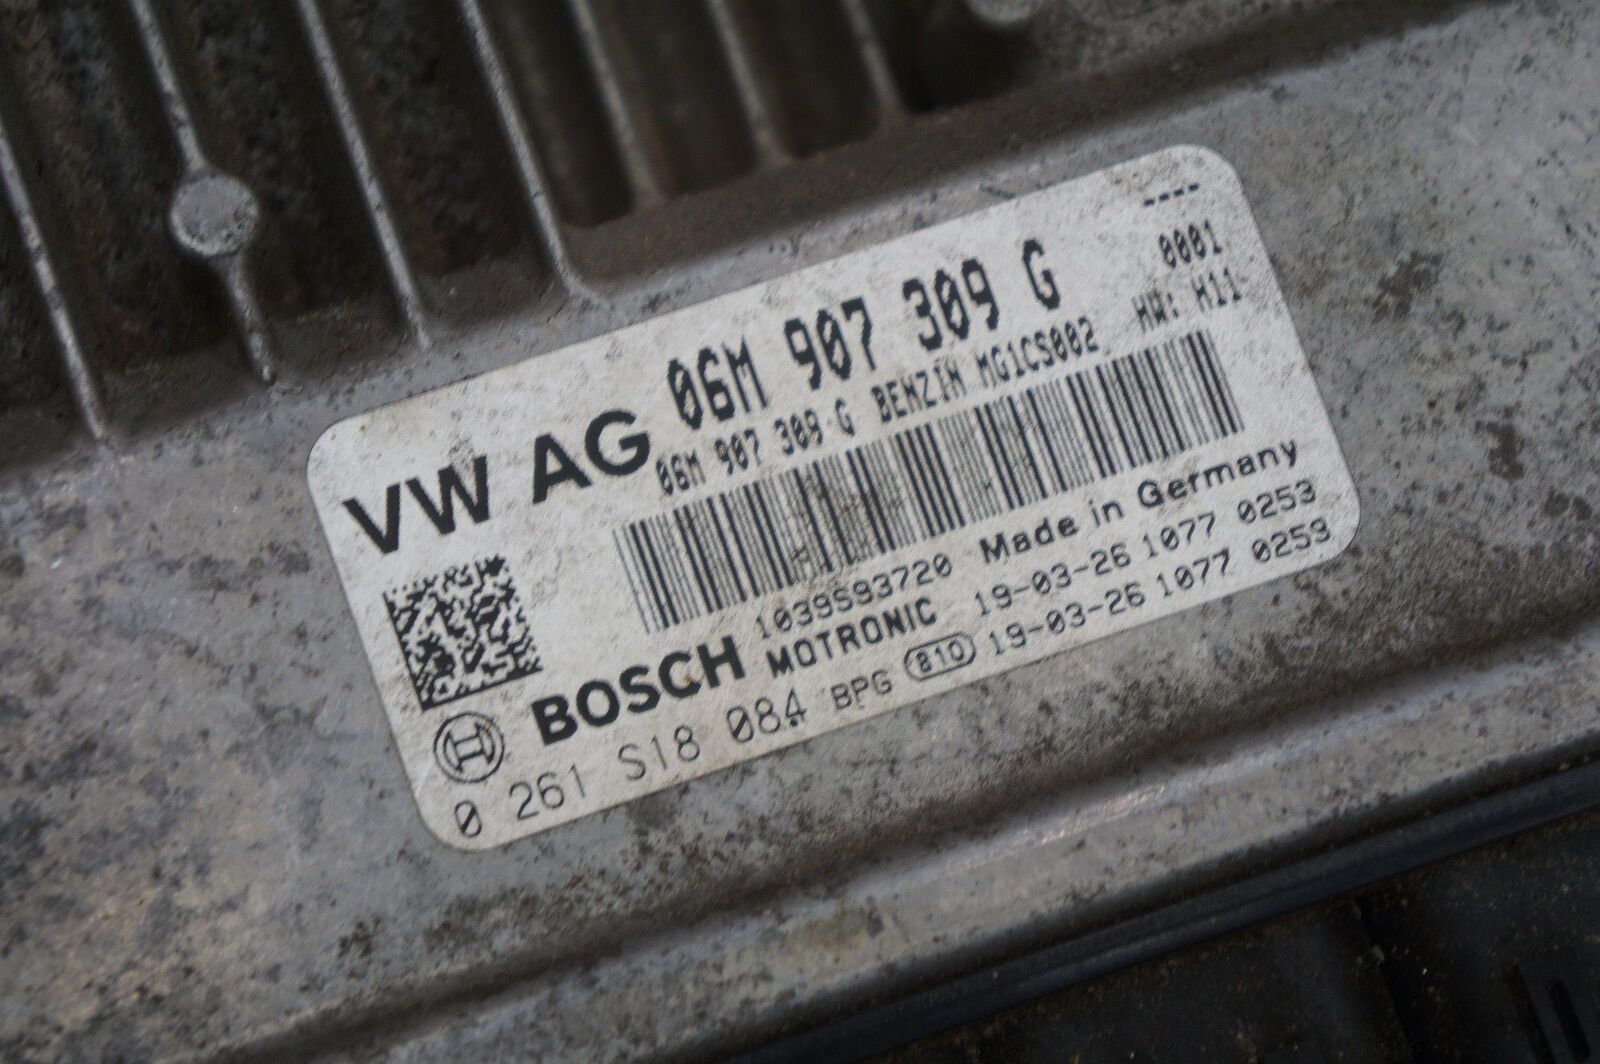 ----
0001
VW AG 06M 907 309 G
06M 907 309 G BENZIN MG1CS002 HW: H11
1039S93720 Made in Germany
BOSCH MOTRONIC 19-03-26 1077 0253
0 261 S18 084 BPG 810 19-03-26 1077 0253